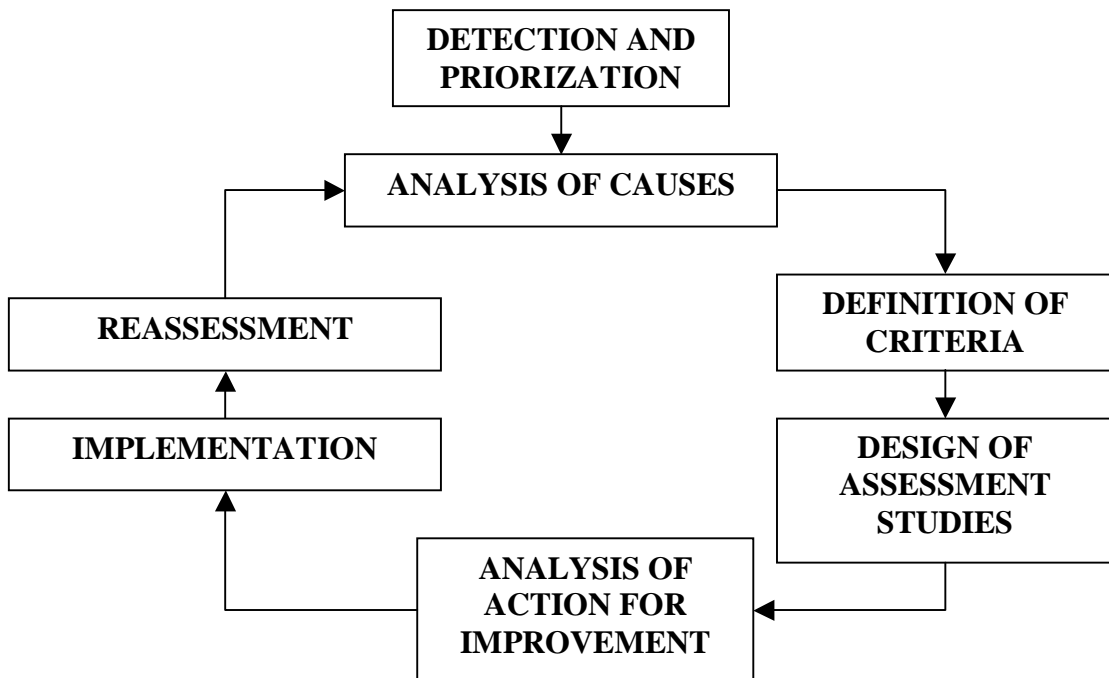 DETECTION AND
PRIORIZATION
ANALYSIS OF CAUSES
DEFINITION OF
CRITERIA
DESIGN OF
ASSESSMENT
STUDIES
ANALYSIS OF
ACTION FOR
IMPROVEMENT
IMPLEMENTATION
REASSESSMENT